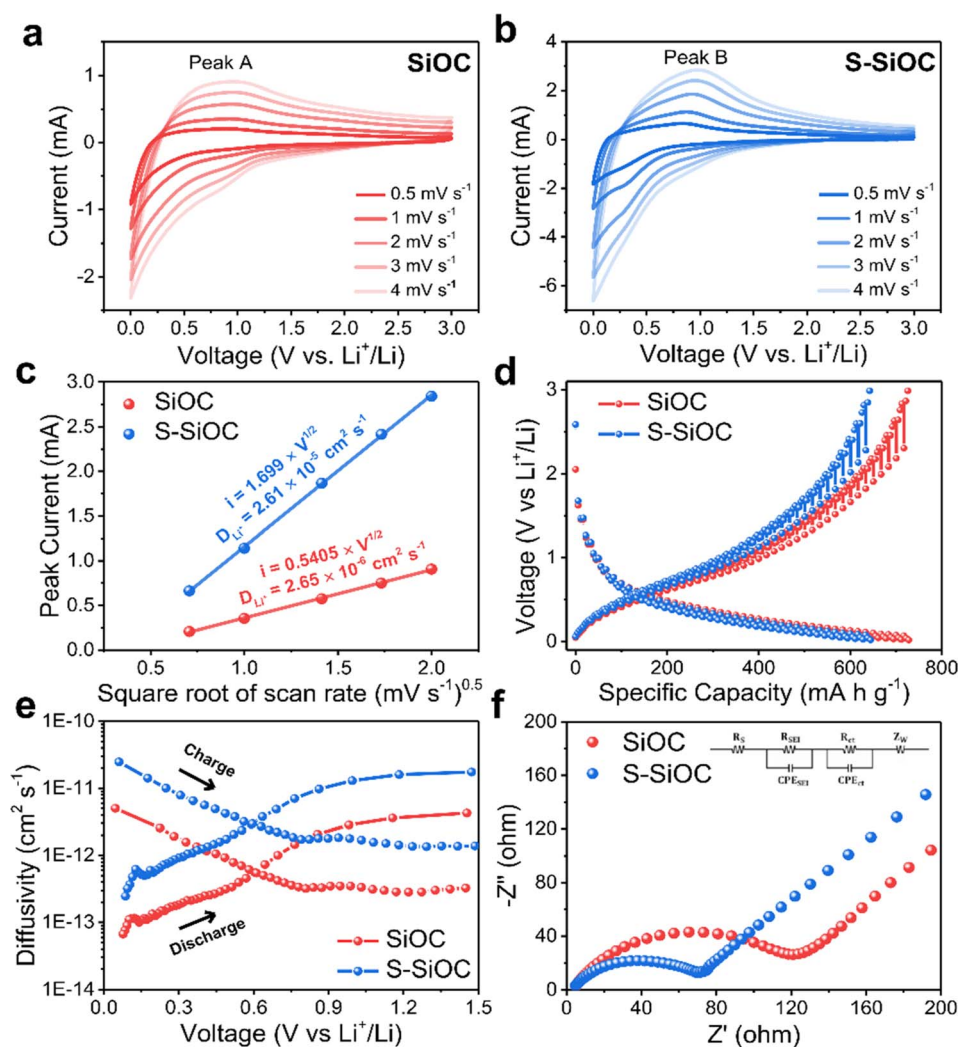 a
SiOC
Peak A
1
0
-1
-2
Current (mA)
0.5 mV s⁻¹
1 mV s⁻¹
2 mV s⁻¹
3 mV s⁻¹
4 mV s⁻¹
0.0 0.5 1.0 1.5 2.0 2.5 3.0
Voltage (V vs. Li⁺/Li)
b
S-SiOC
Peak B
4
2
0
-2
-4
-6
Current (mA)
0.5 mV s⁻¹
1 mV s⁻¹
2 mV s⁻¹
3 mV s⁻¹
4 mV s⁻¹
0.0 0.5 1.0 1.5 2.0 2.5 3.0
Voltage (V vs. Li⁺/Li)
c
SiOC
S-SiOC
3.0
2.5
2.0
1.5
1.0
0.5
0.0
Peak Current (mA)
i = 1.699 × V^1/2
D_Li⁺ = 2.61 × 10⁻⁵ cm² s⁻¹
i = 0.5405 × V^1/2
D_Li⁺ = 2.65 × 10⁻⁶ cm² s⁻¹
0.5 1.0 1.5 2.0
Square root of scan rate (mV s⁻¹)^0.5
d
SiOC
S-SiOC
3
2
1
0
Voltage (V vs Li⁺/Li)
0 200 400 600 800
Specific Capacity (mA h g⁻¹)
e
1E-10
1E-11
1E-12
1E-13
1E-14
Diffusivity (cm² s⁻¹)
Charge
Discharge
SiOC
S-SiOC
0.0 0.3 0.6 0.9 1.2 1.5
Voltage (V vs Li⁺/Li)
f
SiOC
S-SiOC
R_S R_SEI R_ct Z_W
CPE_SEI CPE_ct
200
160
120
80
40
0
-Z" (ohm)
0 40 80 120 160 200
Z' (ohm)